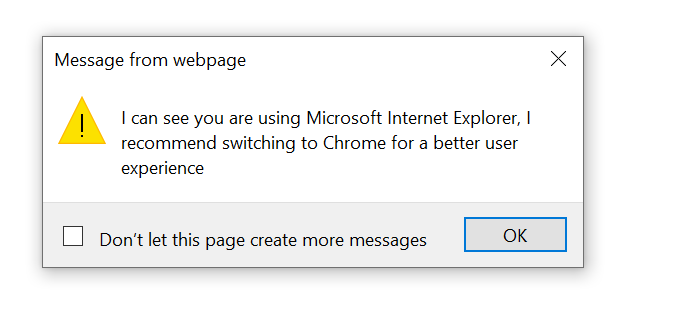 Message from webpage
I can see you are using Microsoft Internet Explorer, I
recommend switching to Chrome for a better user
experience
Don't let this page create more messages
OK